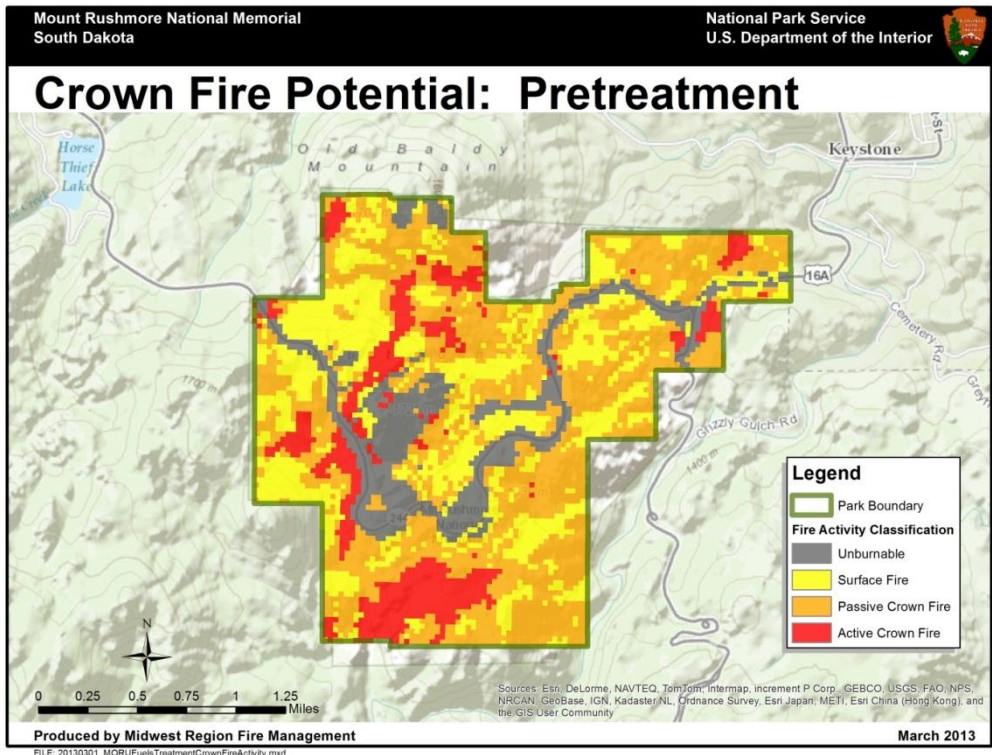 Mount Rushmore National Memorial
South Dakota
National Park Service
U.S. Department of the Interior
Crown Fire Potential: Pretreatment
Horse
Thief
Lake
Old Baldy
Mountain
Keystone
16A
Cemetery Rd
1700 m
Grizzly Gulch Rd
1400 m
244
Legend
Park Boundary
Fire Activity Classification
Unburnable
Surface Fire
Passive Crown Fire
Active Crown Fire
N
0 0.25 0.5 0.75 1 1.25
Miles
Sources: Esri, DeLorme, NAVTEQ, TomTom, Intermap, increment P Corp., GEBCO, USGS, FAO, NPS,
NRCAN, GeoBase, IGN, Kadaster NL, Ordnance Survey, Esri Japan, METI, Esri China (Hong Kong), and
the GIS User Community
Produced by Midwest Region Fire Management
March 2013
FILE: 20130301_MORUFuelsTreatmentCrownFireActivity.mxd